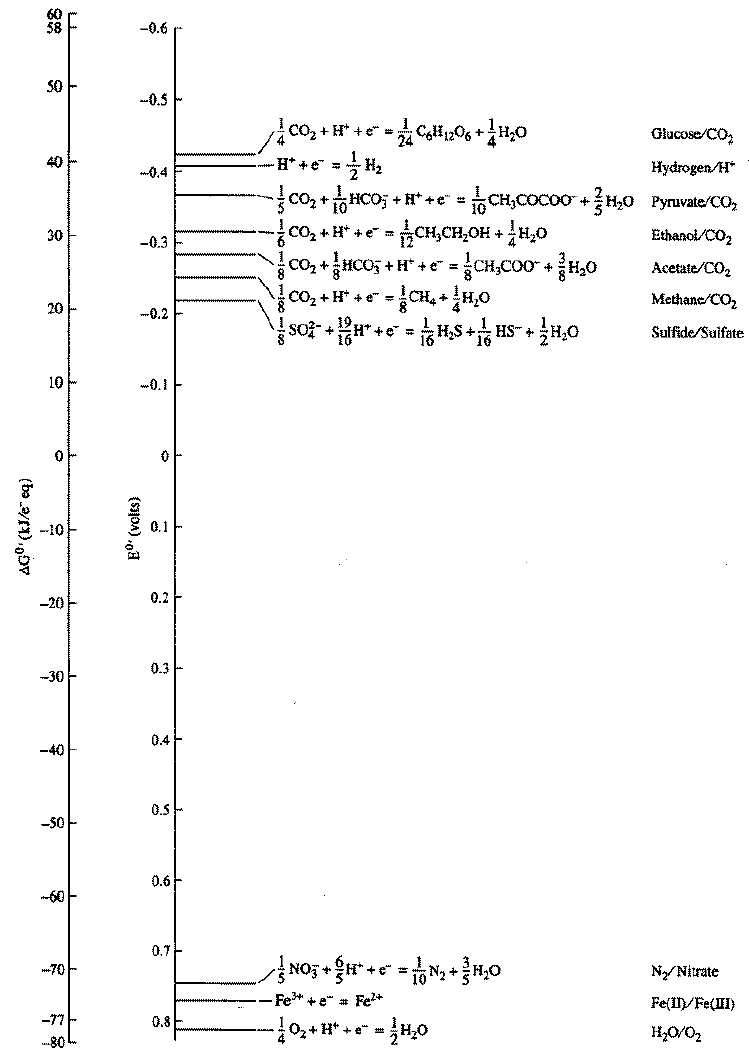 60
58
50
40
30
20
10
0
−10
−20
−30
−40
−50
−60
−70
−77
−80
ΔG⁰′ (kJ/e⁻ eq)
−0.6
−0.5
−0.4
−0.3
−0.2
−0.1
0
0.1
0.2
0.3
0.4
0.5
0.6
0.7
0.8
E⁰′ (volts)
1/4 CO₂ + H⁺ + e⁻ = 1/24 C₆H₁₂O₆ + 1/4 H₂O Glucose/CO₂
H⁺ + e⁻ = 1/2 H₂ Hydrogen/H⁺
1/5 CO₂ + 1/10 HCO₃⁻ + H⁺ + e⁻ = 1/10 CH₃COCOO⁻ + 2/5 H₂O Pyruvate/CO₂
1/6 CO₂ + H⁺ + e⁻ = 1/12 CH₃CH₂OH + 1/4 H₂O Ethanol/CO₂
1/8 CO₂ + 1/8 HCO₃⁻ + H⁺ + e⁻ = 1/8 CH₃COO⁻ + 3/8 H₂O Acetate/CO₂
1/8 CO₂ + H⁺ + e⁻ = 1/8 CH₄ + 1/4 H₂O Methane/CO₂
1/8 SO₄²⁻ + 19/16 H⁺ + e⁻ = 1/16 H₂S + 1/16 HS⁻ + 1/2 H₂O Sulfide/Sulfate
1/5 NO₃⁻ + 6/5 H⁺ + e⁻ = 1/10 N₂ + 3/5 H₂O N₂/Nitrate
Fe³⁺ + e⁻ = Fe²⁺ Fe(II)/Fe(III)
1/4 O₂ + H⁺ + e⁻ = 1/2 H₂O H₂O/O₂